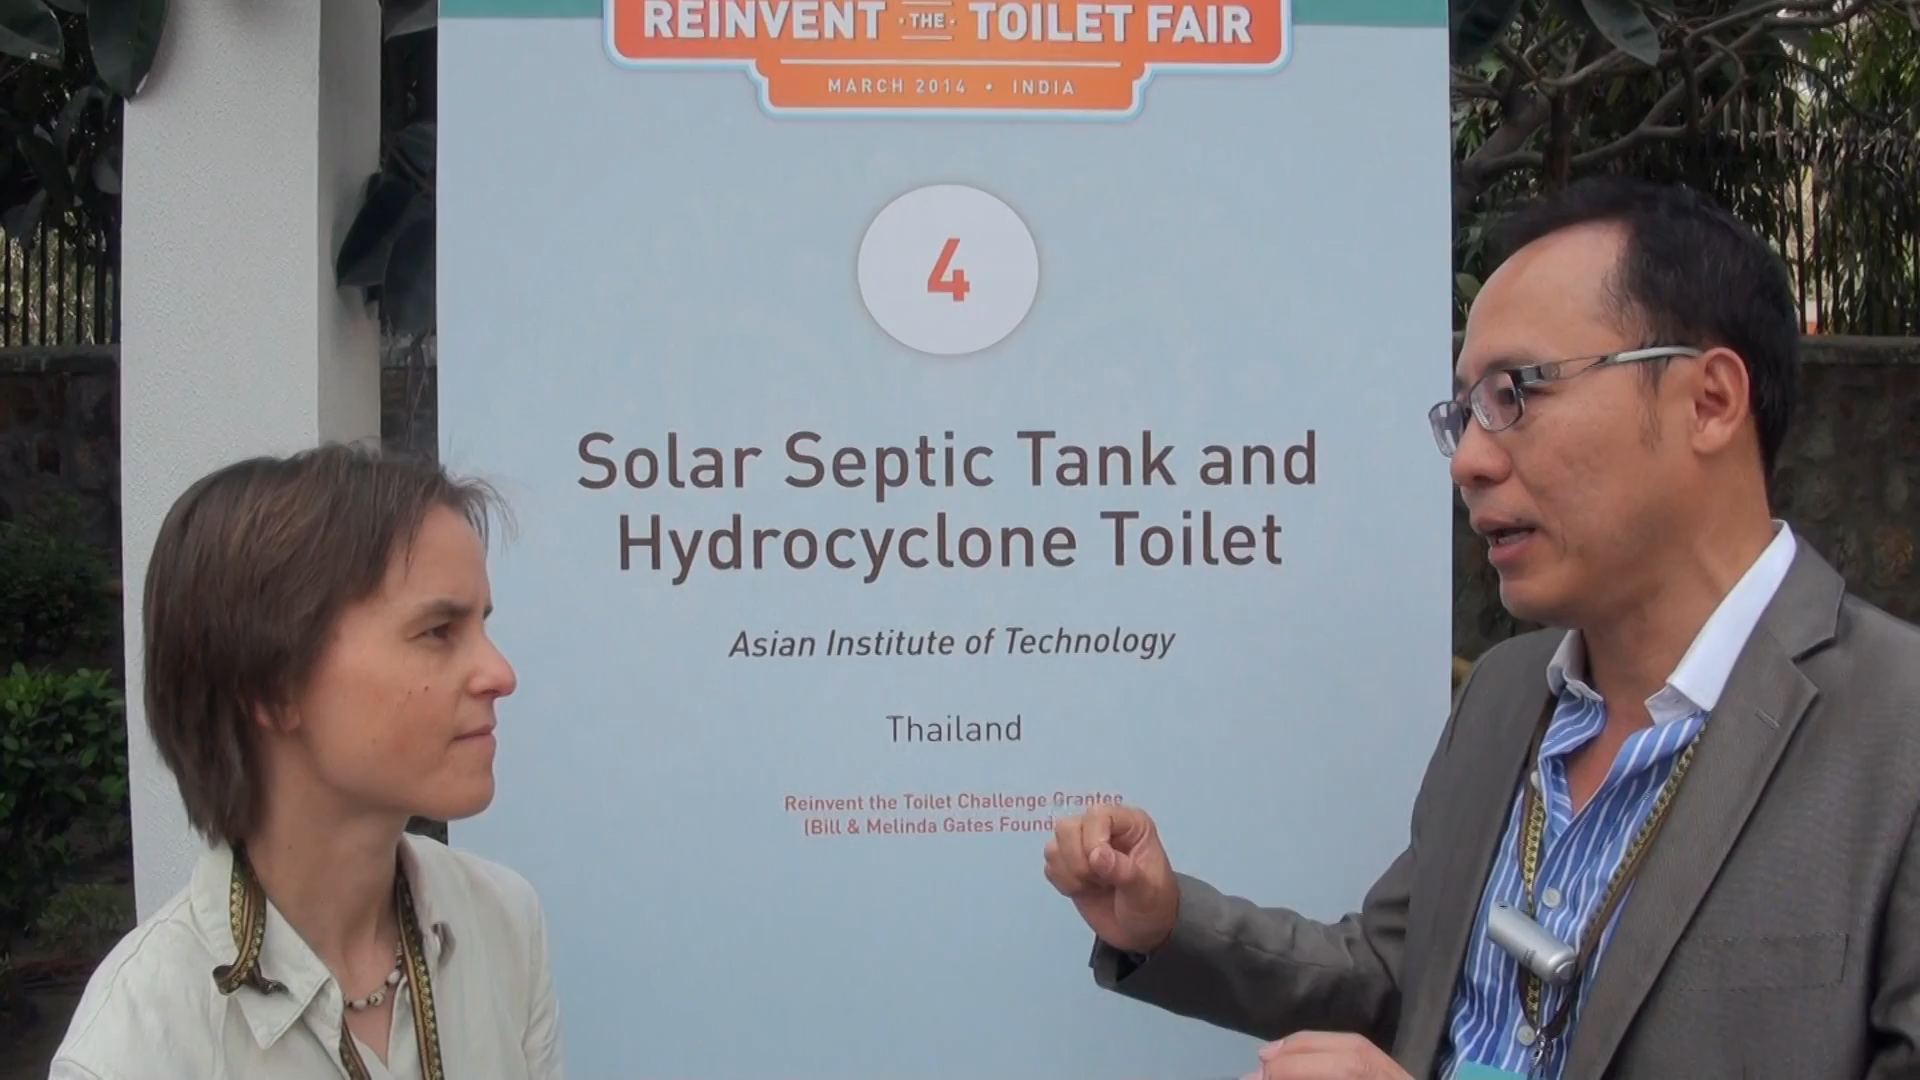 REINVENT · THE · TOILET FAIR
MARCH 2014 • INDIA
4
Solar Septic Tank and
Hydrocyclone Toilet
Asian Institute of Technology
Thailand
Reinvent the Toilet Challenge Grantee
(Bill & Melinda Gates Found